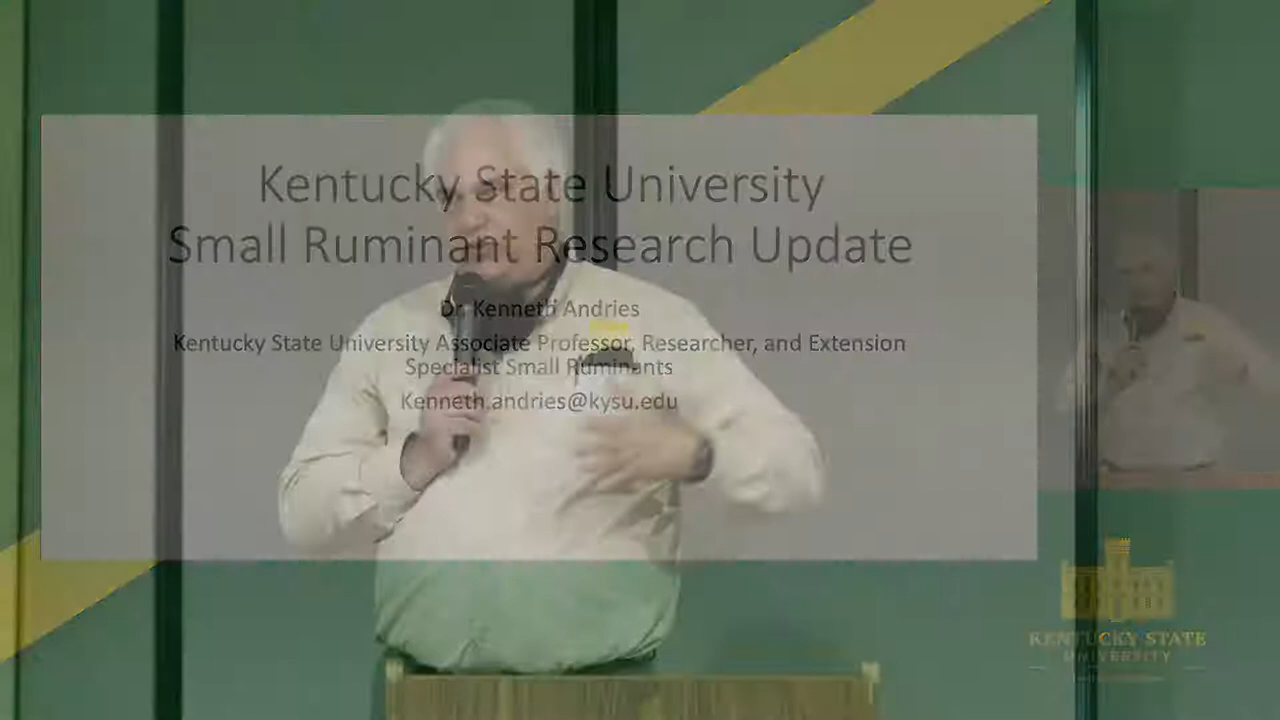 Kentucky State University
Small Ruminant Research Update
Dr. Kenneth Andries
Kentucky State University Associate Professor, Researcher, and Extension
Specialist Small Ruminants
Kenneth.andries@kysu.edu
KENTUCKY STATE
UNIVERSITY